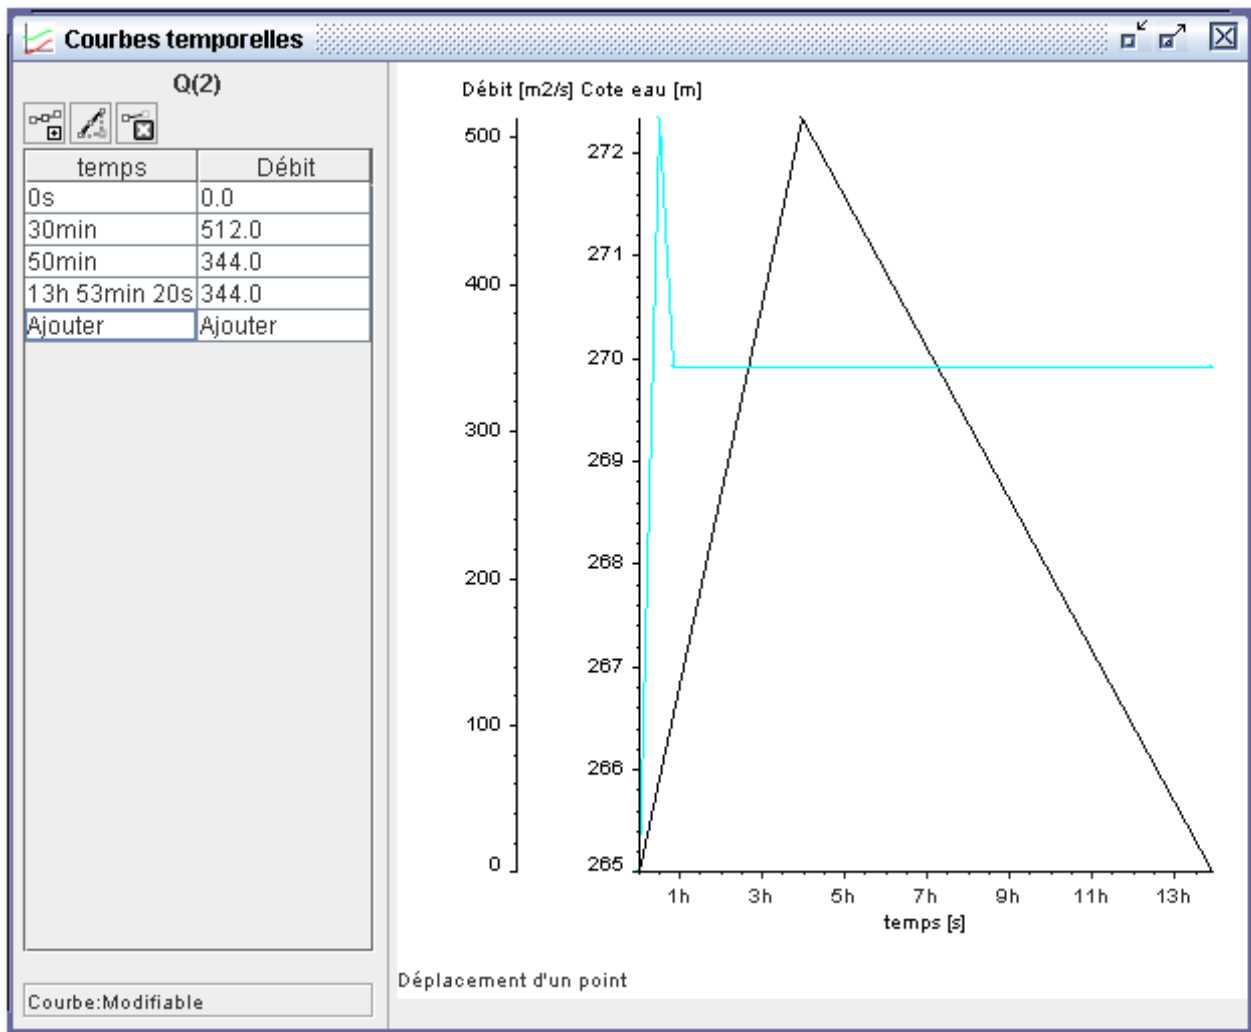 Courbes temporelles
Q(2)
temps Débit
0s 0.0
30min 512.0
50min 344.0
13h 53min 20s 344.0
Ajouter Ajouter
Courbe:Modifiable
Débit [m2/s] Cote eau [m]
500
400
300
200
100
0
272
271
270
269
268
267
266
265
1h 3h 5h 7h 9h 11h 13h
temps [s]
Déplacement d'un point